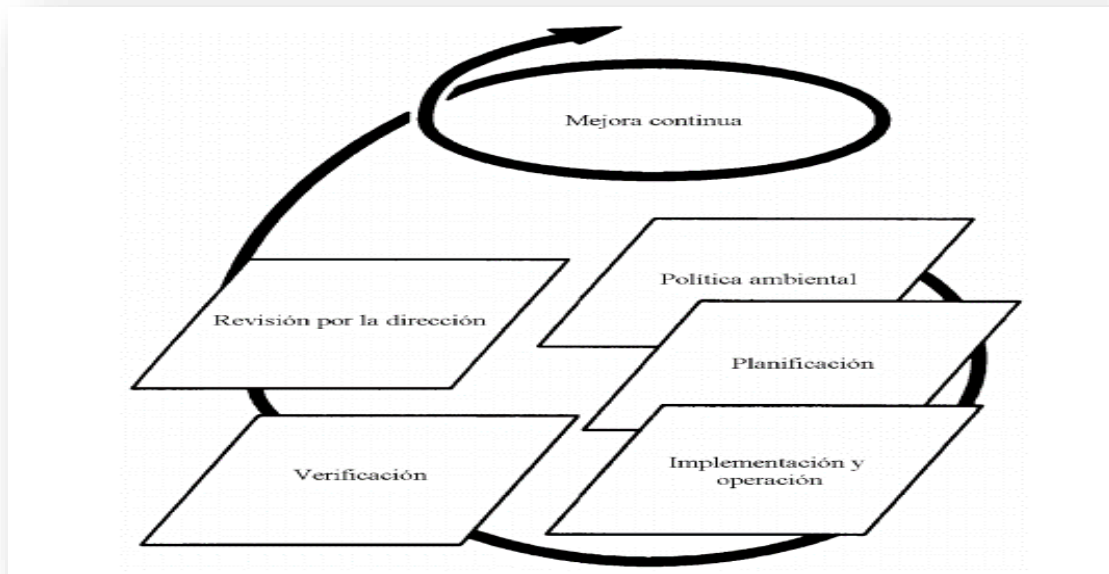 Mejora continua
Política ambiental
Planificación
Implementación y
operación
Verificación
Revisión por la dirección